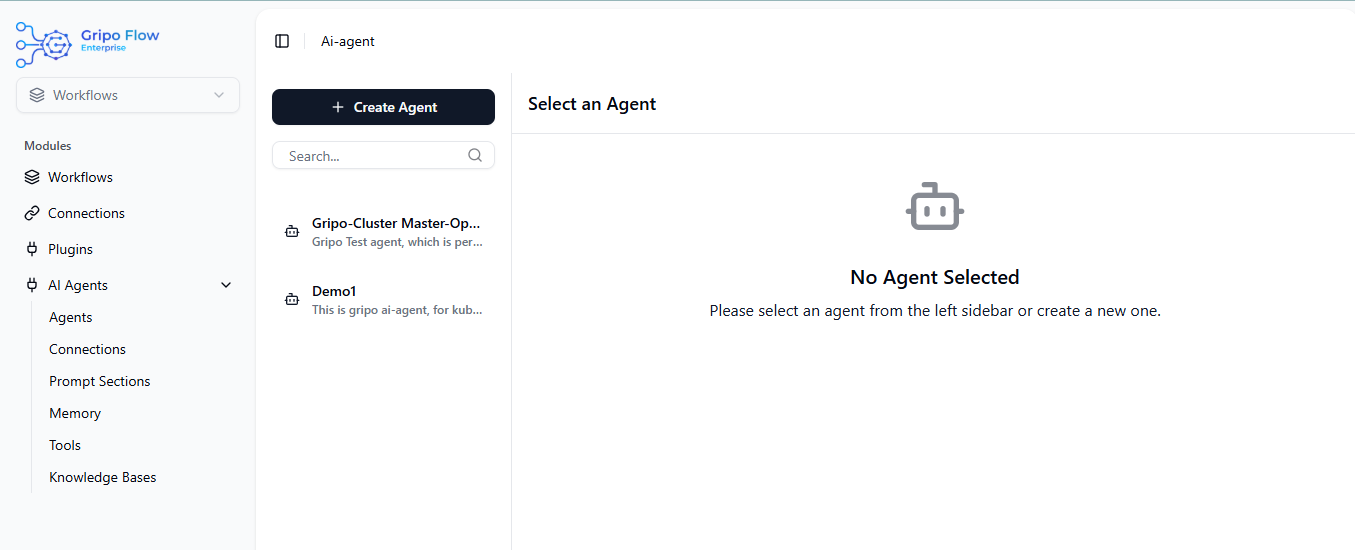 Gripo Flow
Enterprise
Workflows
Modules
Workflows
Connections
Plugins
AI Agents
Agents
Connections
Prompt Sections
Memory
Tools
Knowledge Bases
Ai-agent
+ Create Agent
Search...
Gripo-Cluster Master-Op...
Gripo Test agent, which is per...
Demo1
This is gripo ai-agent, for kub...
Select an Agent
No Agent Selected
Please select an agent from the left sidebar or create a new one.